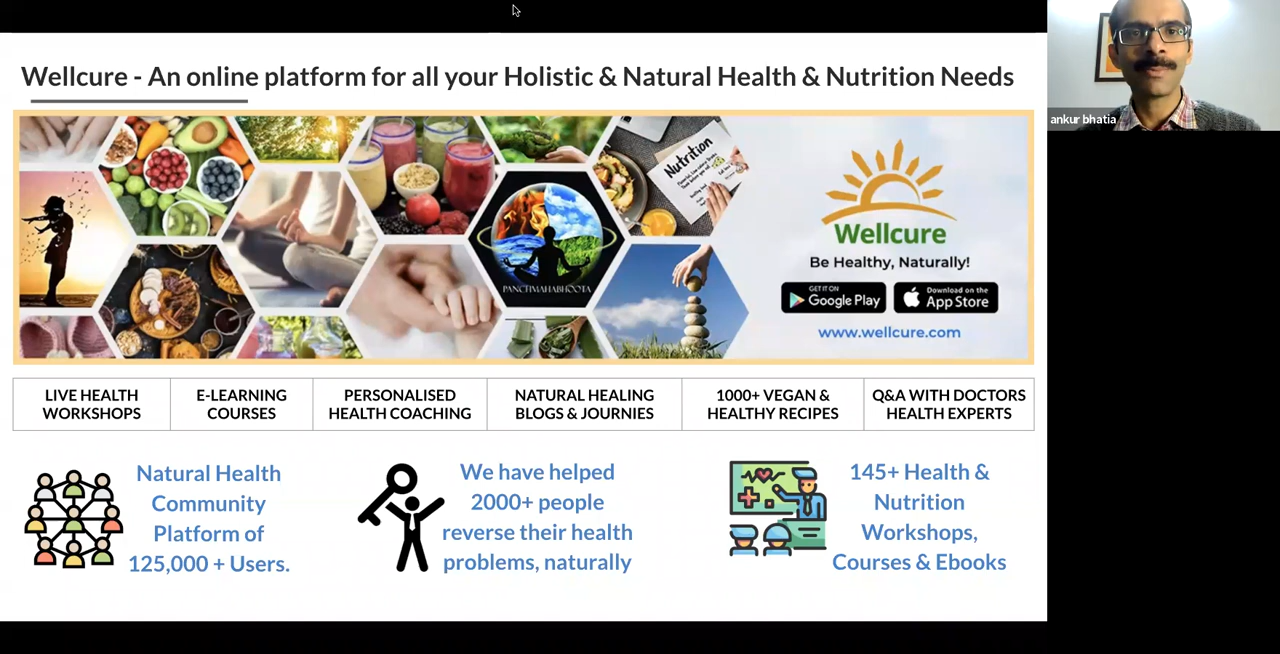 Wellcure - An online platform for all your Holistic & Natural Health & Nutrition Needs
ankur bhatia
Nutrition
PANCHMAHABHOOTA
Wellcure
Be Healthy, Naturally!
GET IT ON
Google Play
Download on the
App Store
www.wellcure.com
LIVE HEALTH
WORKSHOPS
E-LEARNING
COURSES
PERSONALISED
HEALTH COACHING
NATURAL HEALING
BLOGS & JOURNIES
1000+ VEGAN &
HEALTHY RECIPES
Q&A WITH DOCTORS
HEALTH EXPERTS
Natural Health
Community
Platform of
125,000 + Users.
We have helped
2000+ people
reverse their health
problems, naturally
145+ Health &
Nutrition
Workshops,
Courses & Ebooks